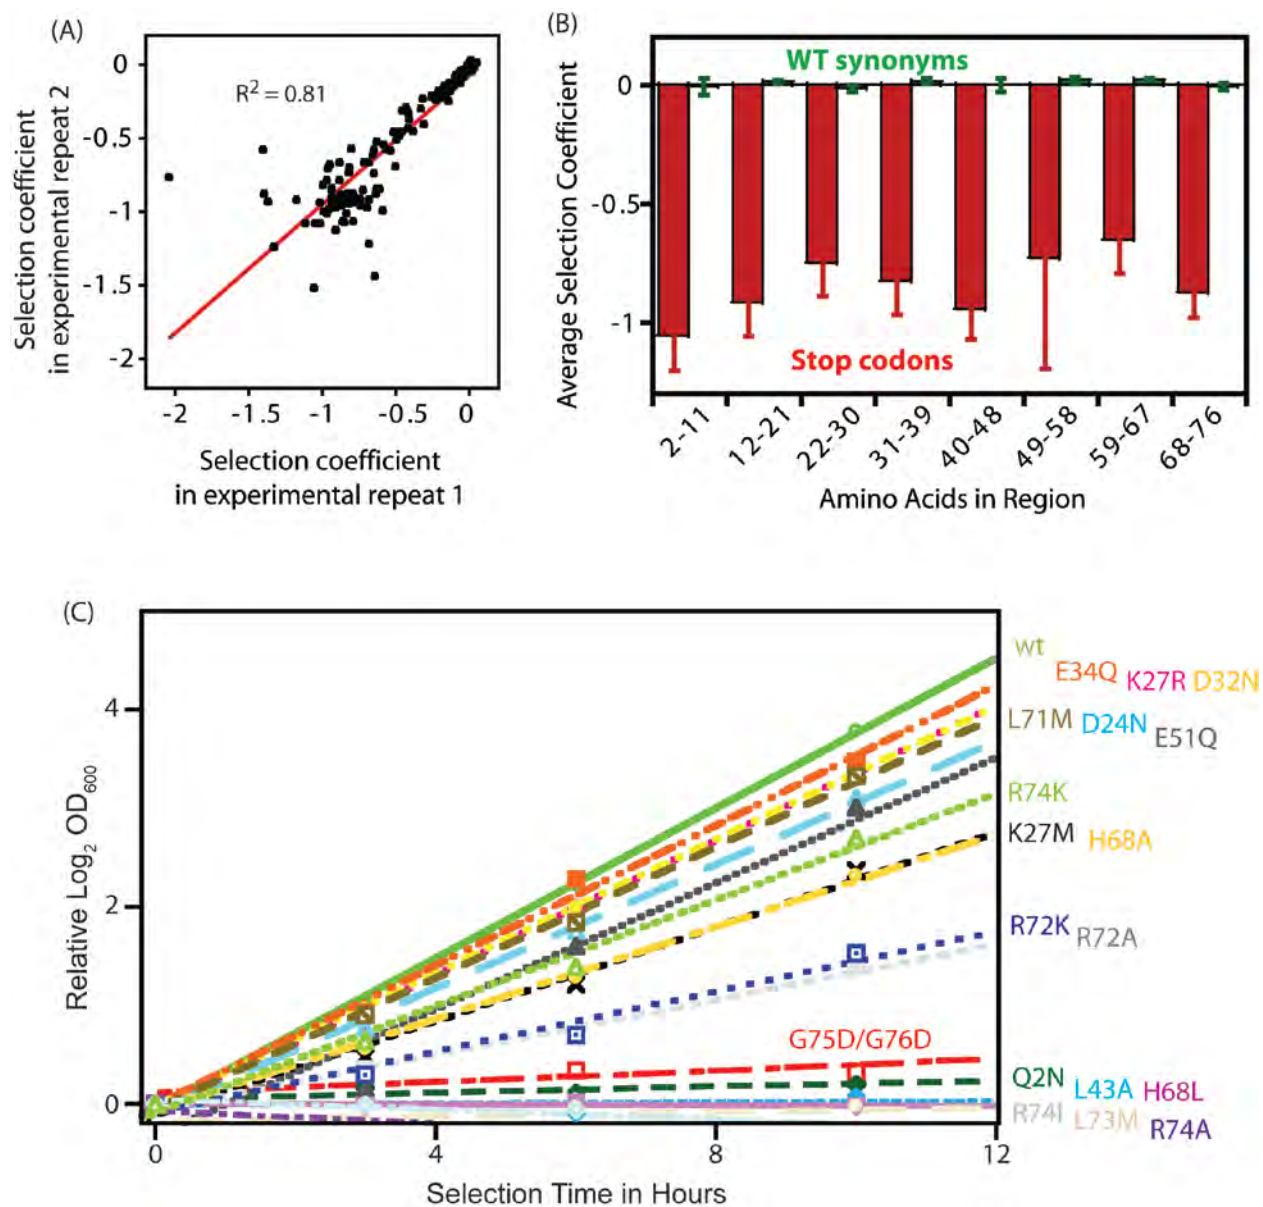 (A)
0
-0.5
-1
-1.5
-2
Selection coefficient
in experimental repeat 2
R² = 0.81
-2
-1.5
-1
-0.5
0
Selection coefficient
in experimental repeat 1
(B)
0
-0.5
-1
Average Selection Coefficient
WT synonyms
Stop codons
2-11
12-21
22-30
31-39
40-48
49-58
59-67
68-76
Amino Acids in Region
(C)
4
2
0
Relative Log₂ OD₆₀₀
wt
E34Q K27R D32N
L71M D24N E51Q
R74K
K27M H68A
R72K R72A
G75D/G76D
Q2N L43A H68L
R74I L73M R74A
0
4
8
12
Selection Time in Hours